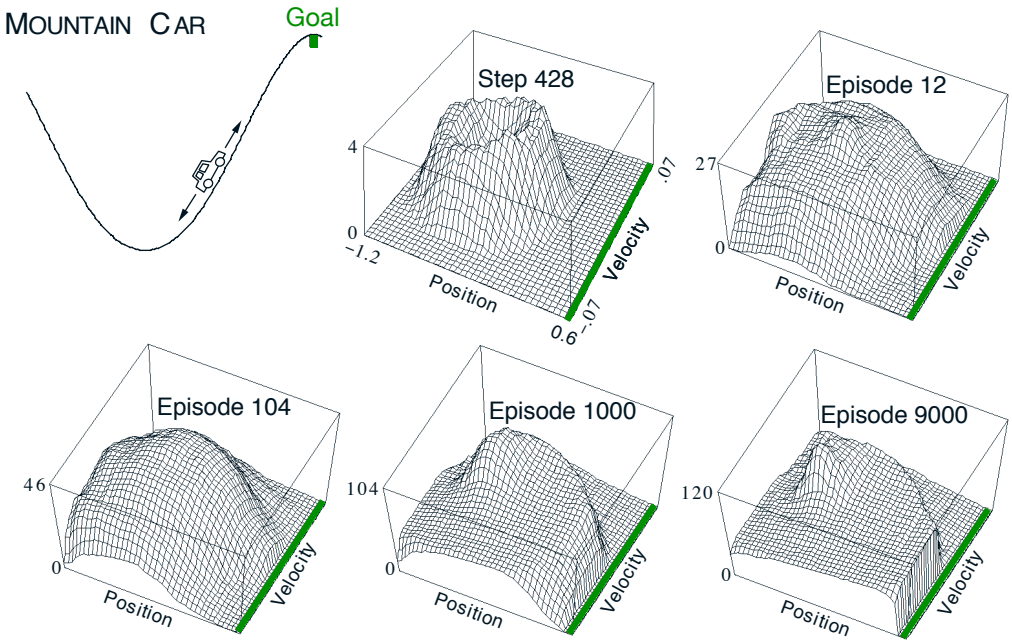 MOUNTAIN CAR
Goal
Step 428
4
0
−1.2
Position
0.6
−.07
Velocity
.07
Episode 12
27
0
Position
Velocity
Episode 104
46
0
Position
Velocity
Episode 1000
104
0
Position
Velocity
Episode 9000
120
0
Position
Velocity